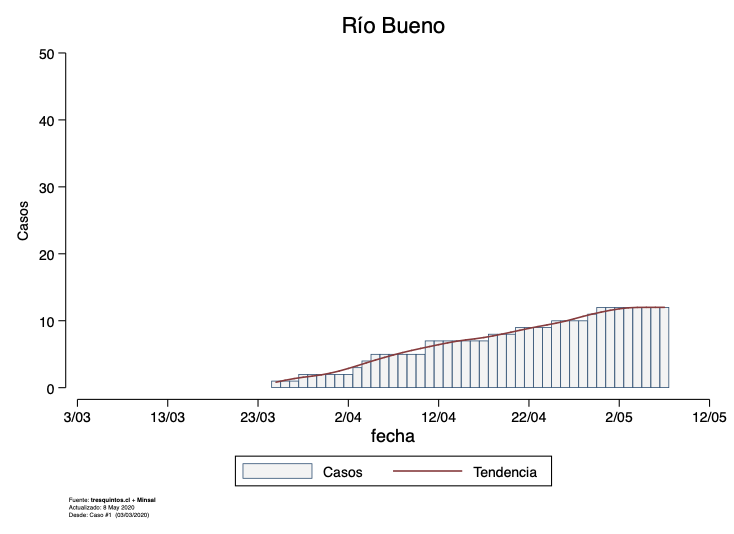 Río Bueno
50
40
30
20
10
0
Casos
3/03 13/03 23/03 2/04 12/04 22/04 2/05 12/05
fecha
Casos Tendencia
Fuente: tresquintos.cl + Minsal
Actualizado: 8 May 2020
Desde: Caso #1 (03/03/2020)